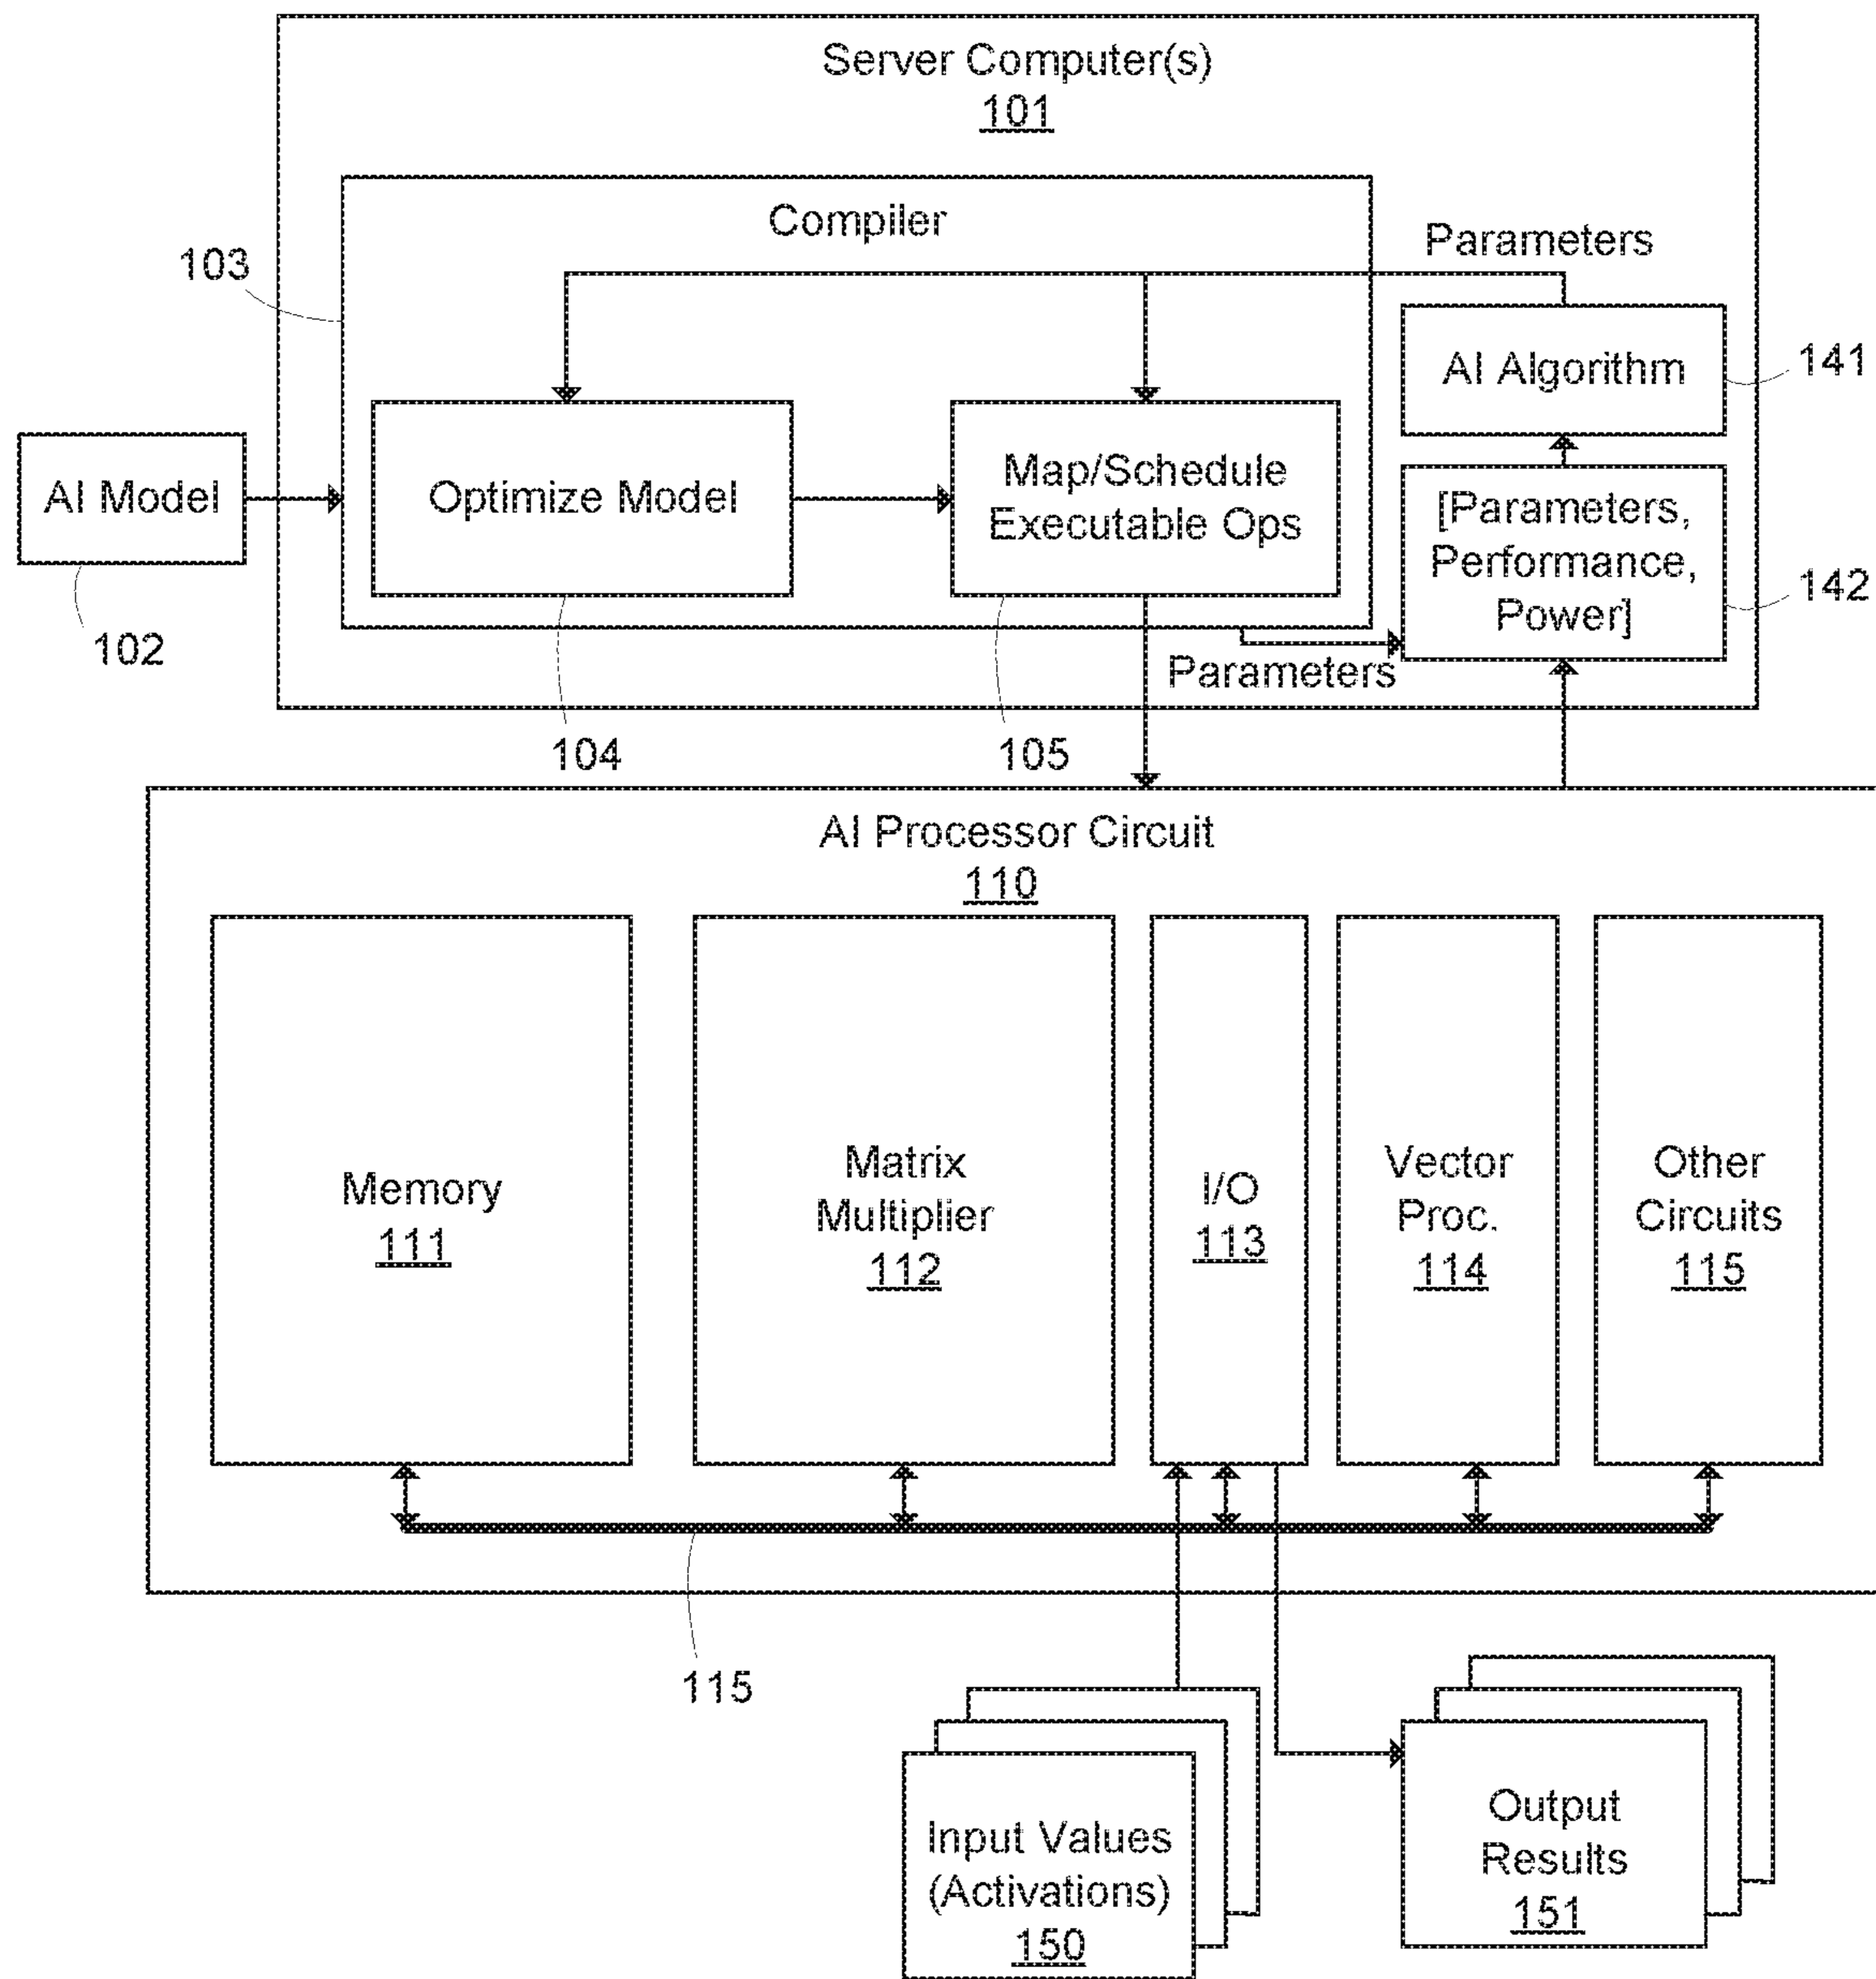 Server Computer(s)
101
Compiler
Parameters
103
AI Algorithm
141
AI Model
Optimize Model
Map/Schedule
Executable Ops
[Parameters,
Performance,
Power]
142
102
Parameters
104
105
AI Processor Circuit
110
Memory
111
Matrix
Multiplier
112
I/O
113
Vector
Proc.
114
Other
Circuits
115
115
Input Values
(Activations)
150
Output
Results
151